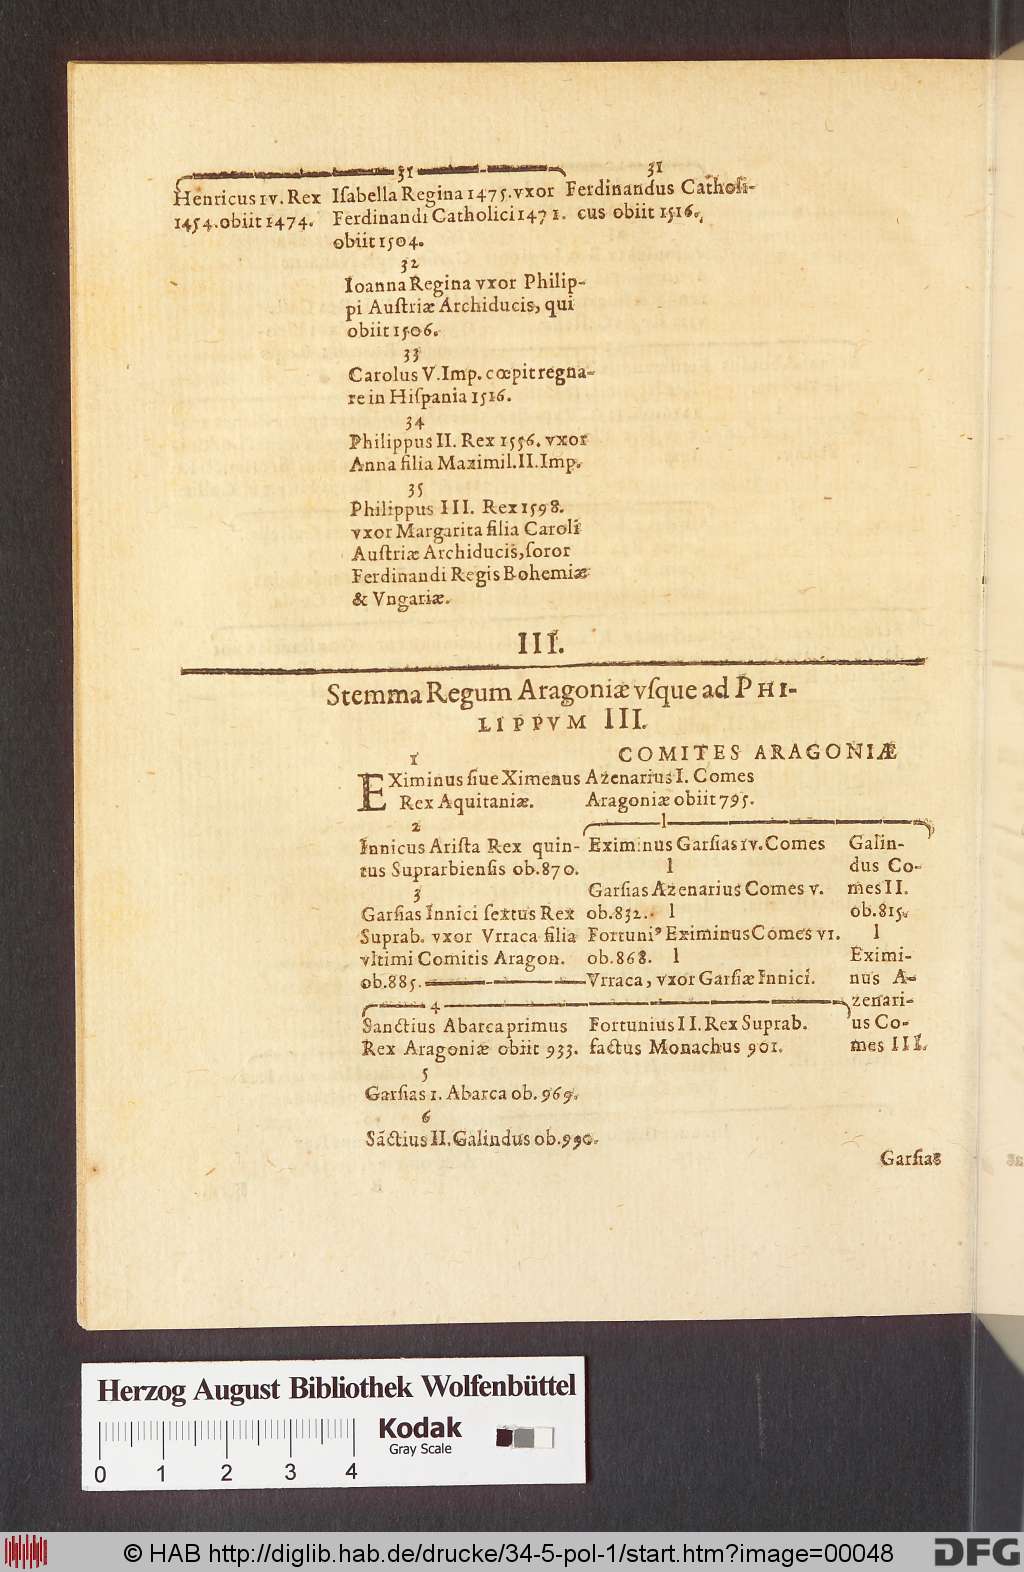 31 31
Henricus IV. Rex Iſabella Regina 1475. vxor Ferdinandus Catholi-
1454. obiit 1474. Ferdinandi Catholici 1471. cus obiit 1516.
obiit 1504.
32
Ioanna Regina vxor Philip-
pi Auſtriæ Archiducis, qui
obiit 1506.
33
Carolus V. Imp. cœpit regna-
re in Hiſpania 1516.
34
Philippus II. Rex 1556. vxor
Anna filia Maximil. II. Imp.
35
Philippus III. Rex 1598.
vxor Margarita filia Caroli
Auſtriæ Archiducis, ſoror
Ferdinandi Regis Bohemiæ
& Vngariæ.
III.
Stemma Regum Aragoniæ vſque ad PHI-
LIPPVM III.
1 COMITES ARAGONIÆ
EXiminus ſiue Ximenus Azenarius I. Comes
Rex Aquitaniæ. Aragoniæ obiit 795.
2
Innicus Ariſta Rex quin- Eximinus Garſias IV. Comes Galin-
tus Suprarbienſis ob. 870. dus Co-
3 Garſias Azenarius Comes V. mes II.
Garſias Innici ſextus Rex ob. 832. ob. 815.
Suprab. vxor Vrraca filia Fortuni⁹ Eximinus Comes VI.
vltimi Comitis Aragon. ob. 868. Eximi-
ob. 885. Vrraca, vxor Garſiæ Innici. nus A-
4 zenari-
Sanctius Abarca primus Fortunius II. Rex Suprab. us Co-
Rex Aragoniæ obiit 933. factus Monachus 901. mes III.
5
Garſias I. Abarca ob. 969.
6
Sãctius II. Galindus ob. 990.
Garſias
Herzog August Bibliothek Wolfenbüttel
Kodak
Gray Scale
0 1 2 3 4
© HAB http://diglib.hab.de/drucke/34-5-pol-1/start.htm?image=00048
DFG